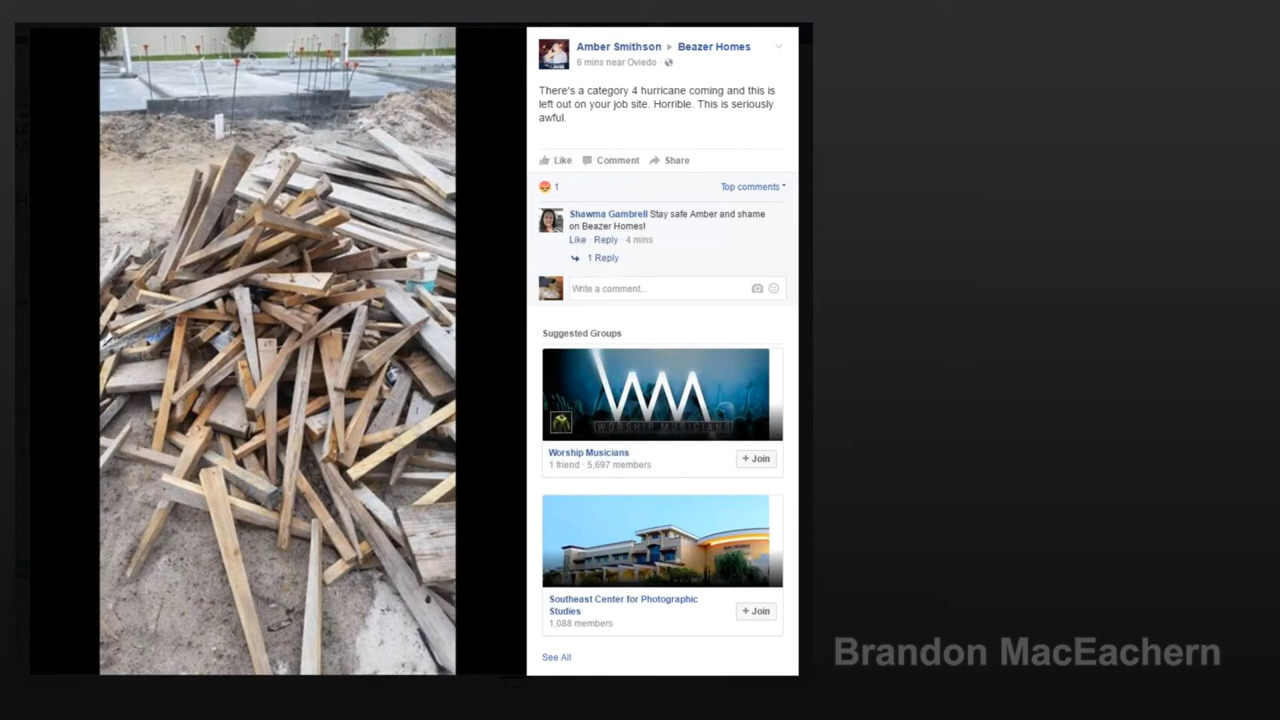 Amber Smithson ▸ Beazer Homes
6 mins near Oviedo ·
There's a category 4 hurricane coming and this is
left out on your job site. Horrible. This is seriously
awful.
Like Comment Share
1 Top comments
Shawma Gambrell Stay safe Amber and shame
on Beazer Homes!
Like · Reply · 4 mins
1 Reply
Write a comment...
Suggested Groups
WM
WORSHIP MUSICIANS
Worship Musicians
1 friend · 5,697 members
+ Join
Southeast Center for Photographic
Studies
1,088 members
+ Join
See All
Brandon MacEachern